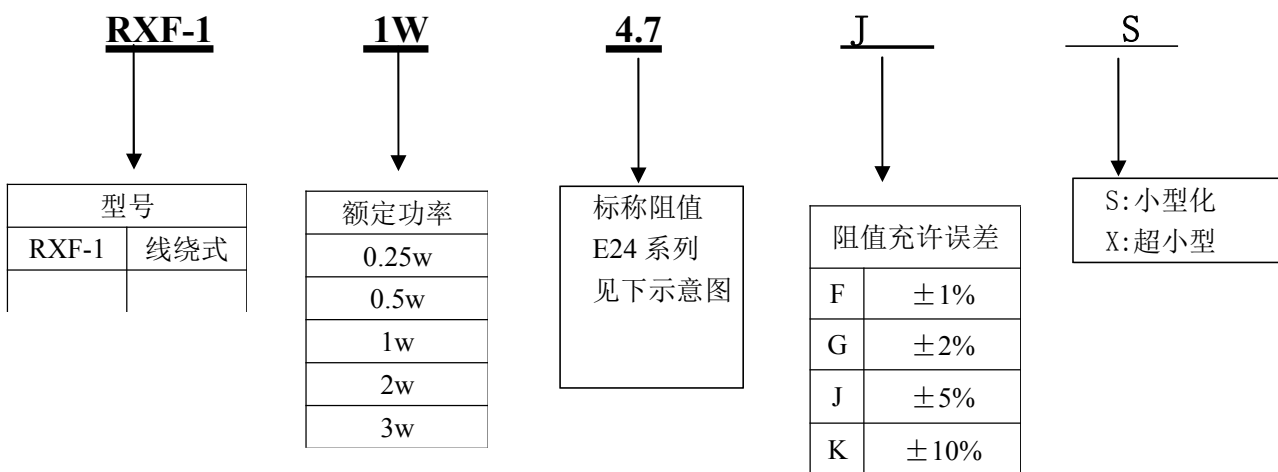 RXF-1 1W 4.7 J S
型号
RXF-1 线绕式
额定功率
0.25w
0.5w
1w
2w
3w
标称阻值
E24 系列
见下示意图
阻值充许误差
F ±1%
G ±2%
J ±5%
K ±10%
S:小型化
X:超小型